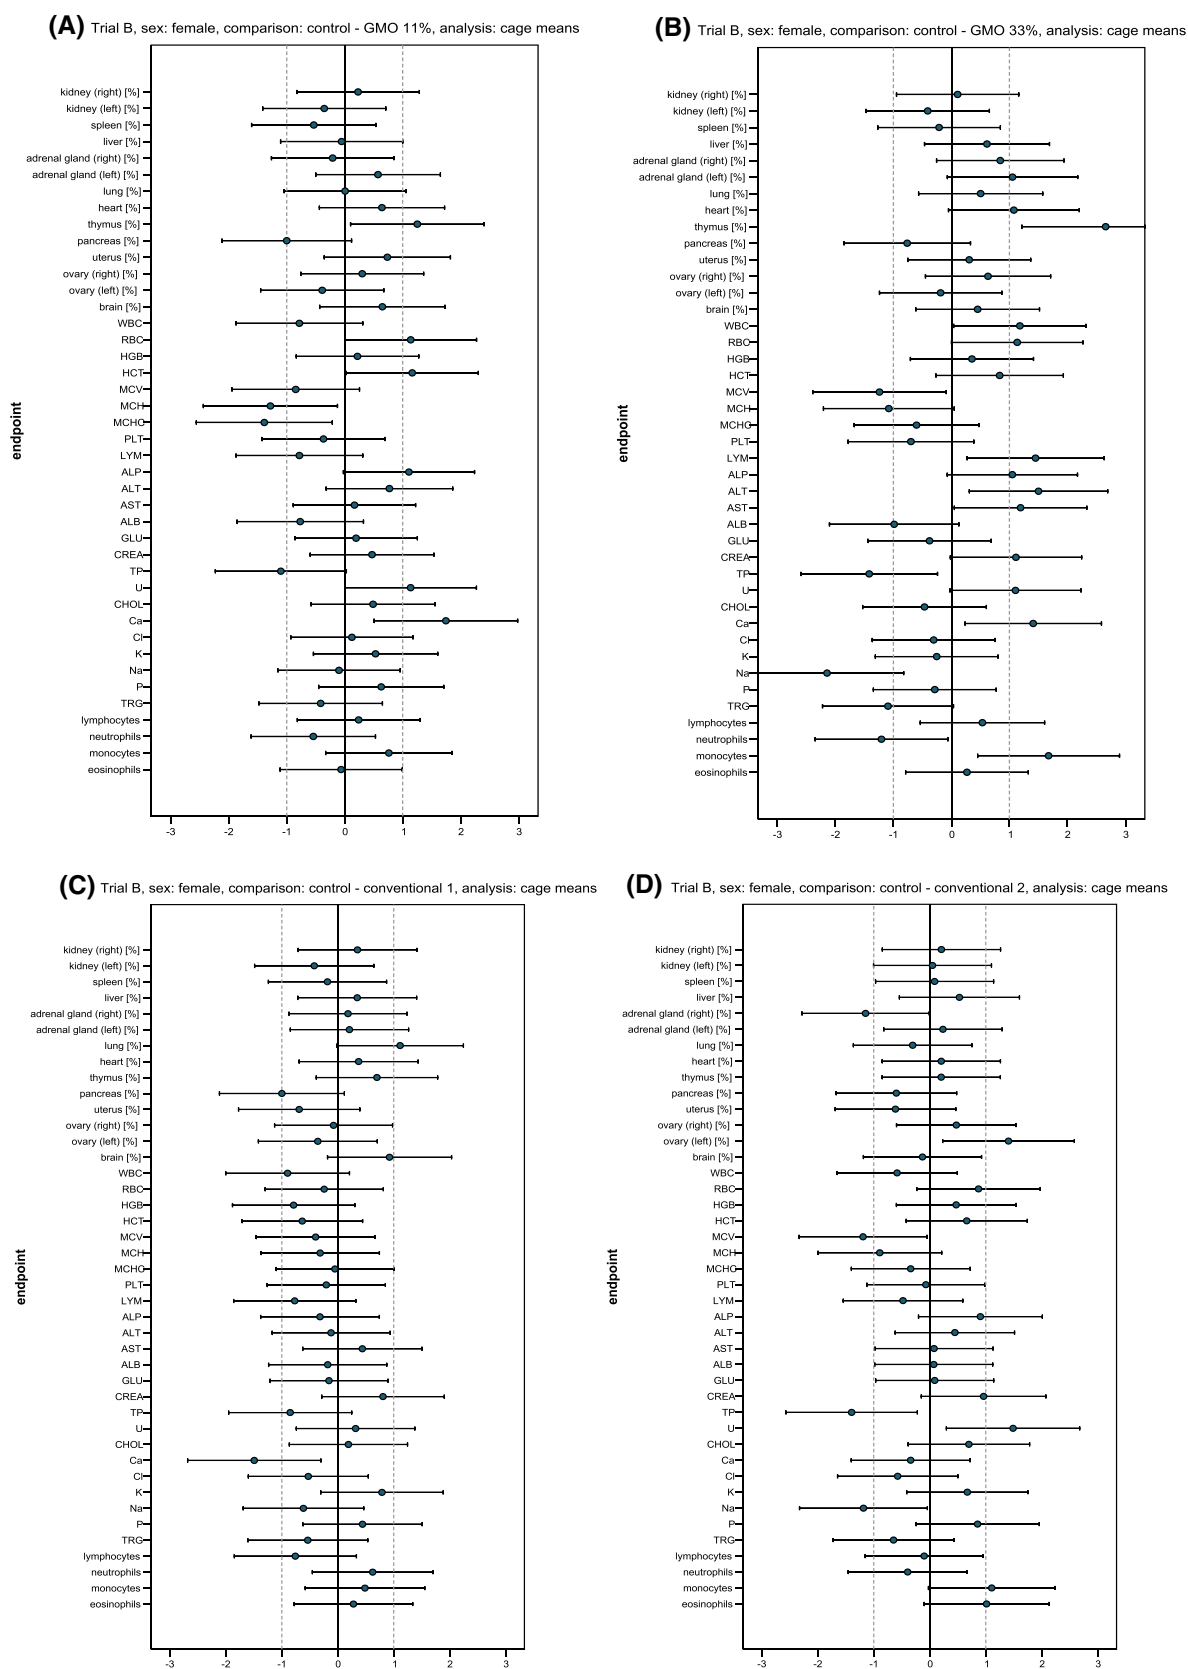 (A) Trial B, sex: female, comparison: control - GMO 11%, analysis: cage means
kidney (right) [%]
kidney (left) [%]
spleen [%]
liver [%]
adrenal gland (right) [%]
adrenal gland (left) [%]
lung [%]
heart [%]
thymus [%]
pancreas [%]
uterus [%]
ovary (right) [%]
ovary (left) [%]
brain [%]
WBC
RBC
HGB
HCT
MCV
MCH
MCHC
PLT
LYM
ALP
ALT
AST
ALB
GLU
CREA
TP
U
CHOL
Ca
Cl
K
Na
P
TRG
lymphocytes
neutrophils
monocytes
eosinophils
endpoint
-3 -2 -1 0 1 2 3
(B) Trial B, sex: female, comparison: control - GMO 33%, analysis: cage means
kidney (right) [%]
kidney (left) [%]
spleen [%]
liver [%]
adrenal gland (right) [%]
adrenal gland (left) [%]
lung [%]
heart [%]
thymus [%]
pancreas [%]
uterus [%]
ovary (right) [%]
ovary (left) [%]
brain [%]
WBC
RBC
HGB
HCT
MCV
MCH
MCHC
PLT
LYM
ALP
ALT
AST
ALB
GLU
CREA
TP
U
CHOL
Ca
Cl
K
Na
P
TRG
lymphocytes
neutrophils
monocytes
eosinophils
endpoint
-3 -2 -1 0 1 2 3
(C) Trial B, sex: female, comparison: control - conventional 1, analysis: cage means
kidney (right) [%]
kidney (left) [%]
spleen [%]
liver [%]
adrenal gland (right) [%]
adrenal gland (left) [%]
lung [%]
heart [%]
thymus [%]
pancreas [%]
uterus [%]
ovary (right) [%]
ovary (left) [%]
brain [%]
WBC
RBC
HGB
HCT
MCV
MCH
MCHC
PLT
LYM
ALP
ALT
AST
ALB
GLU
CREA
TP
U
CHOL
Ca
Cl
K
Na
P
TRG
lymphocytes
neutrophils
monocytes
eosinophils
endpoint
-3 -2 -1 0 1 2 3
(D) Trial B, sex: female, comparison: control - conventional 2, analysis: cage means
kidney (right) [%]
kidney (left) [%]
spleen [%]
liver [%]
adrenal gland (right) [%]
adrenal gland (left) [%]
lung [%]
heart [%]
thymus [%]
pancreas [%]
uterus [%]
ovary (right) [%]
ovary (left) [%]
brain [%]
WBC
RBC
HGB
HCT
MCV
MCH
MCHC
PLT
LYM
ALP
ALT
AST
ALB
GLU
CREA
TP
U
CHOL
Ca
Cl
K
Na
P
TRG
lymphocytes
neutrophils
monocytes
eosinophils
endpoint
-3 -2 -1 0 1 2 3